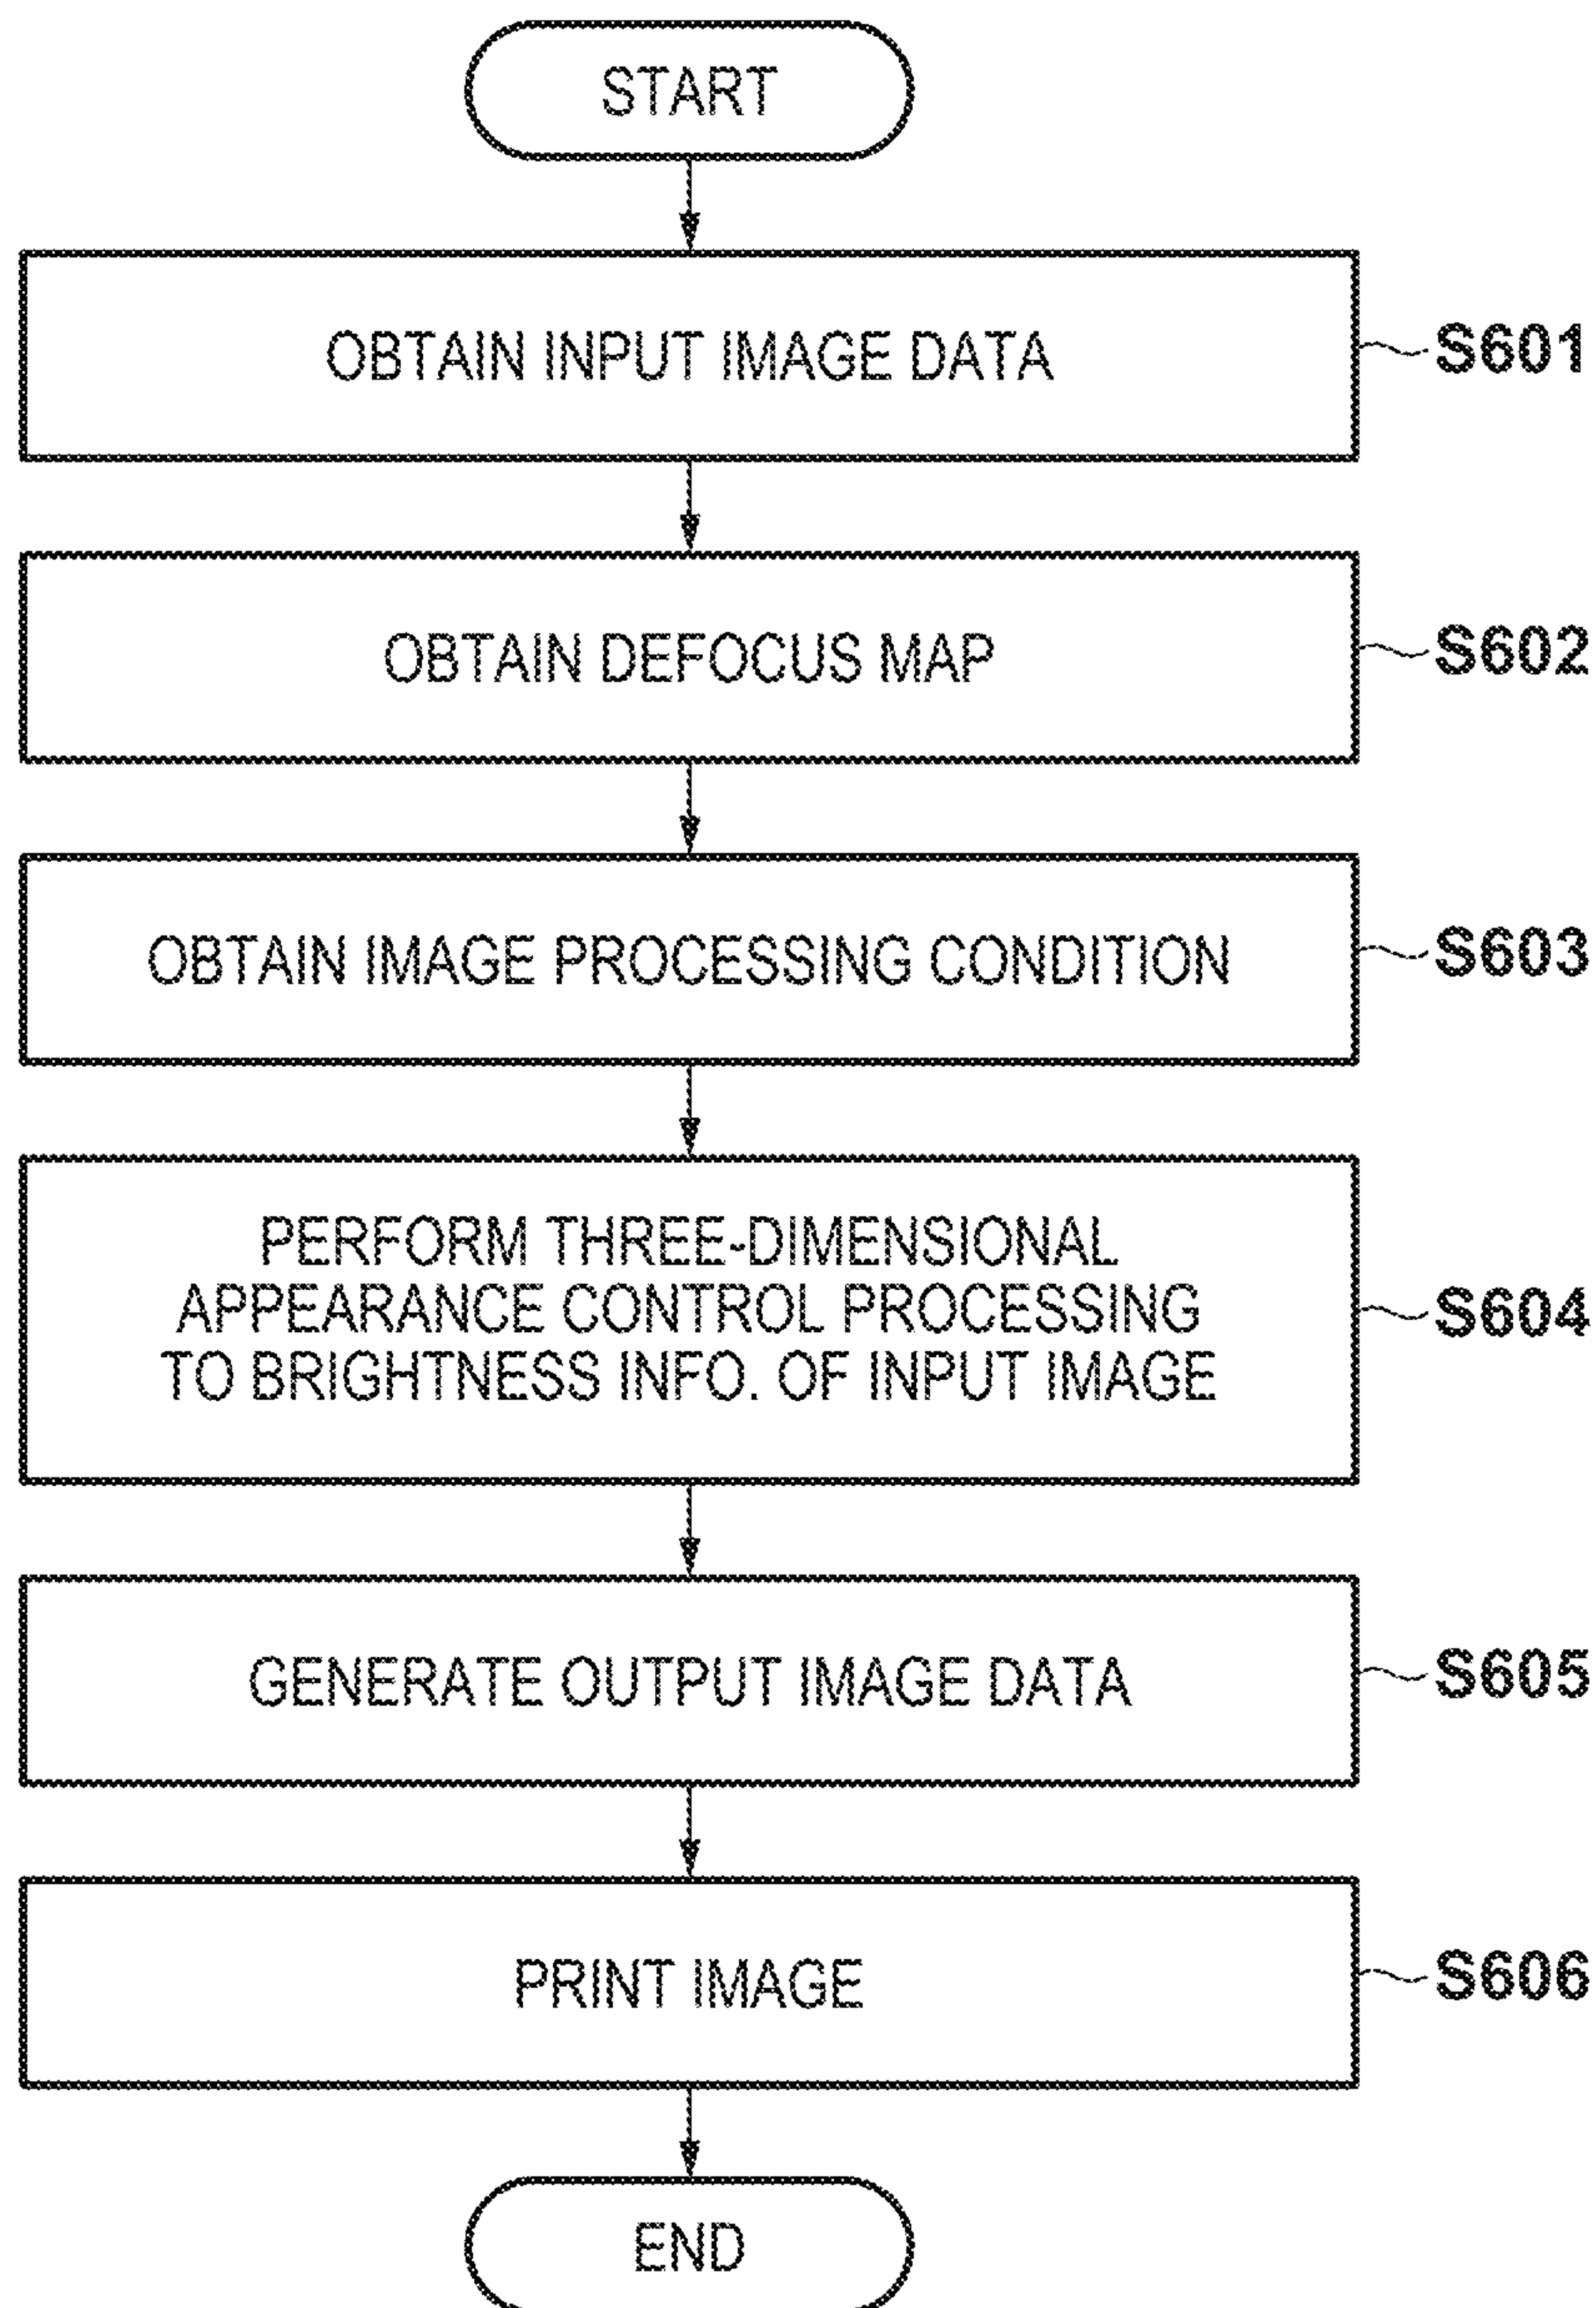 START
OBTAIN INPUT IMAGE DATA
S601
OBTAIN DEFOCUS MAP
S602
OBTAIN IMAGE PROCESSING CONDITION
S603
PERFORM THREE-DIMENSIONAL
APPEARANCE CONTROL PROCESSING
TO BRIGHTNESS INFO. OF INPUT IMAGE
S604
GENERATE OUTPUT IMAGE DATA
S605
PRINT IMAGE
S606
END